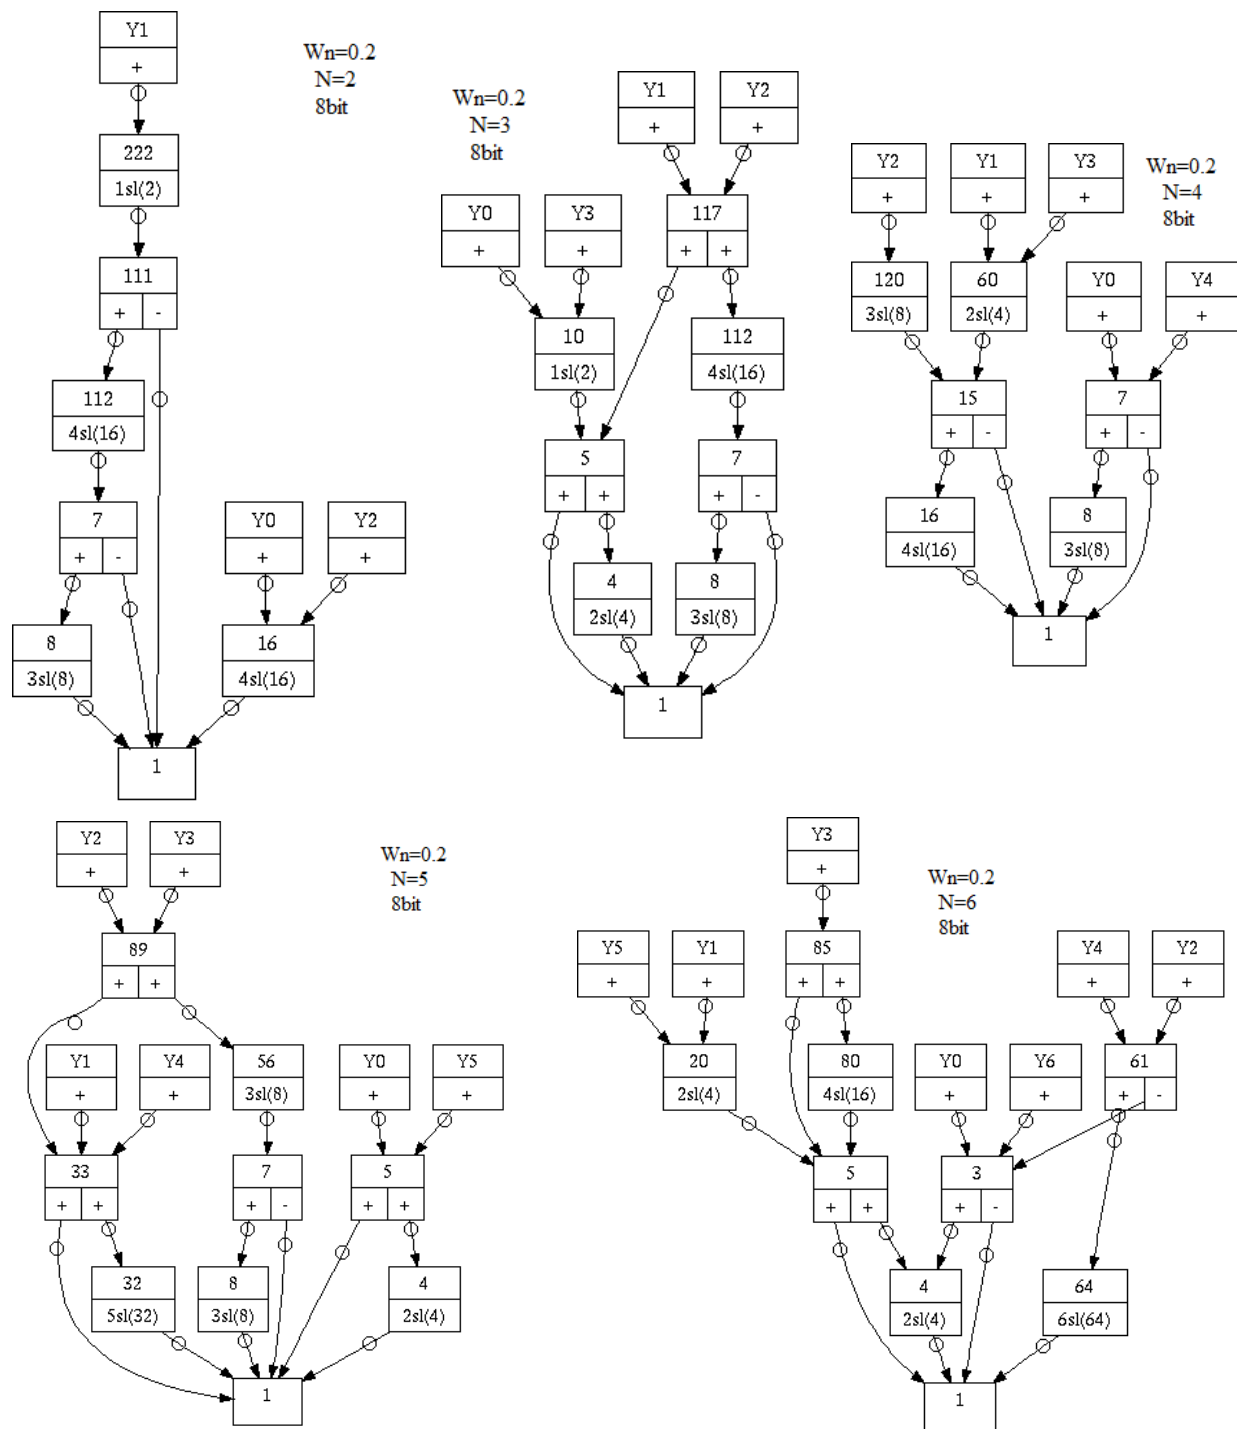 Y1
+
222
1sl(2)
111
+ -
112
4sl(16)
7
+ -
8
3sl(8)
Y0
+
Y2
+
16
4sl(16)
1
Wn=0.2
N=2
8bit
Wn=0.2
N=3
8bit
Y1
+
Y2
+
Y0
+
Y3
+
117
+ +
10
1sl(2)
112
4sl(16)
5
+ +
7
+ -
4
2sl(4)
8
3sl(8)
1
Y2
+
Y1
+
Y3
+
Wn=0.2
N=4
8bit
120
3sl(8)
60
2sl(4)
Y0
+
Y4
+
15
+ -
7
+ -
16
4sl(16)
8
3sl(8)
1
Y2
+
Y3
+
Wn=0.2
N=5
8bit
89
+ +
Y1
+
Y4
+
56
3sl(8)
Y0
+
Y5
+
33
+ +
7
+ -
5
+ +
32
5sl(32)
8
3sl(8)
4
2sl(4)
1
Y3
+
Wn=0.2
N=6
8bit
Y5
+
Y1
+
85
+ +
Y4
+
Y2
+
20
2sl(4)
80
4sl(16)
Y0
+
Y6
+
61
+ -
5
+ +
3
+ -
4
2sl(4)
64
6sl(64)
1